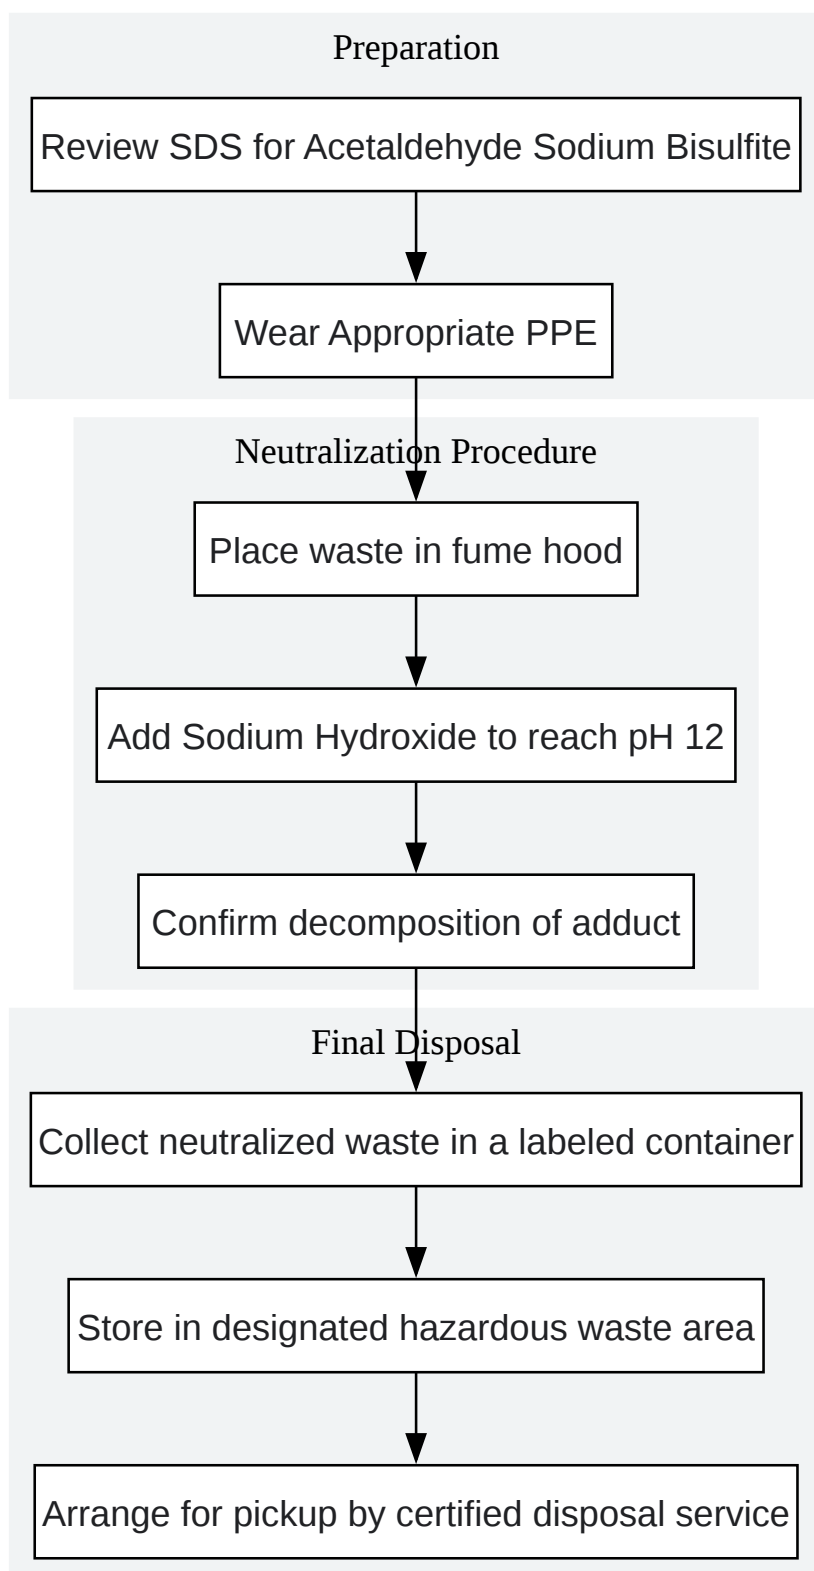 Preparation
Review SDS for Acetaldehyde Sodium Bisulfite
Wear Appropriate PPE
Neutralization Procedure
Place waste in fume hood
Add Sodium Hydroxide to reach pH 12
Confirm decomposition of adduct
Final Disposal
Collect neutralized waste in a labeled container
Store in designated hazardous waste area
Arrange for pickup by certified disposal service